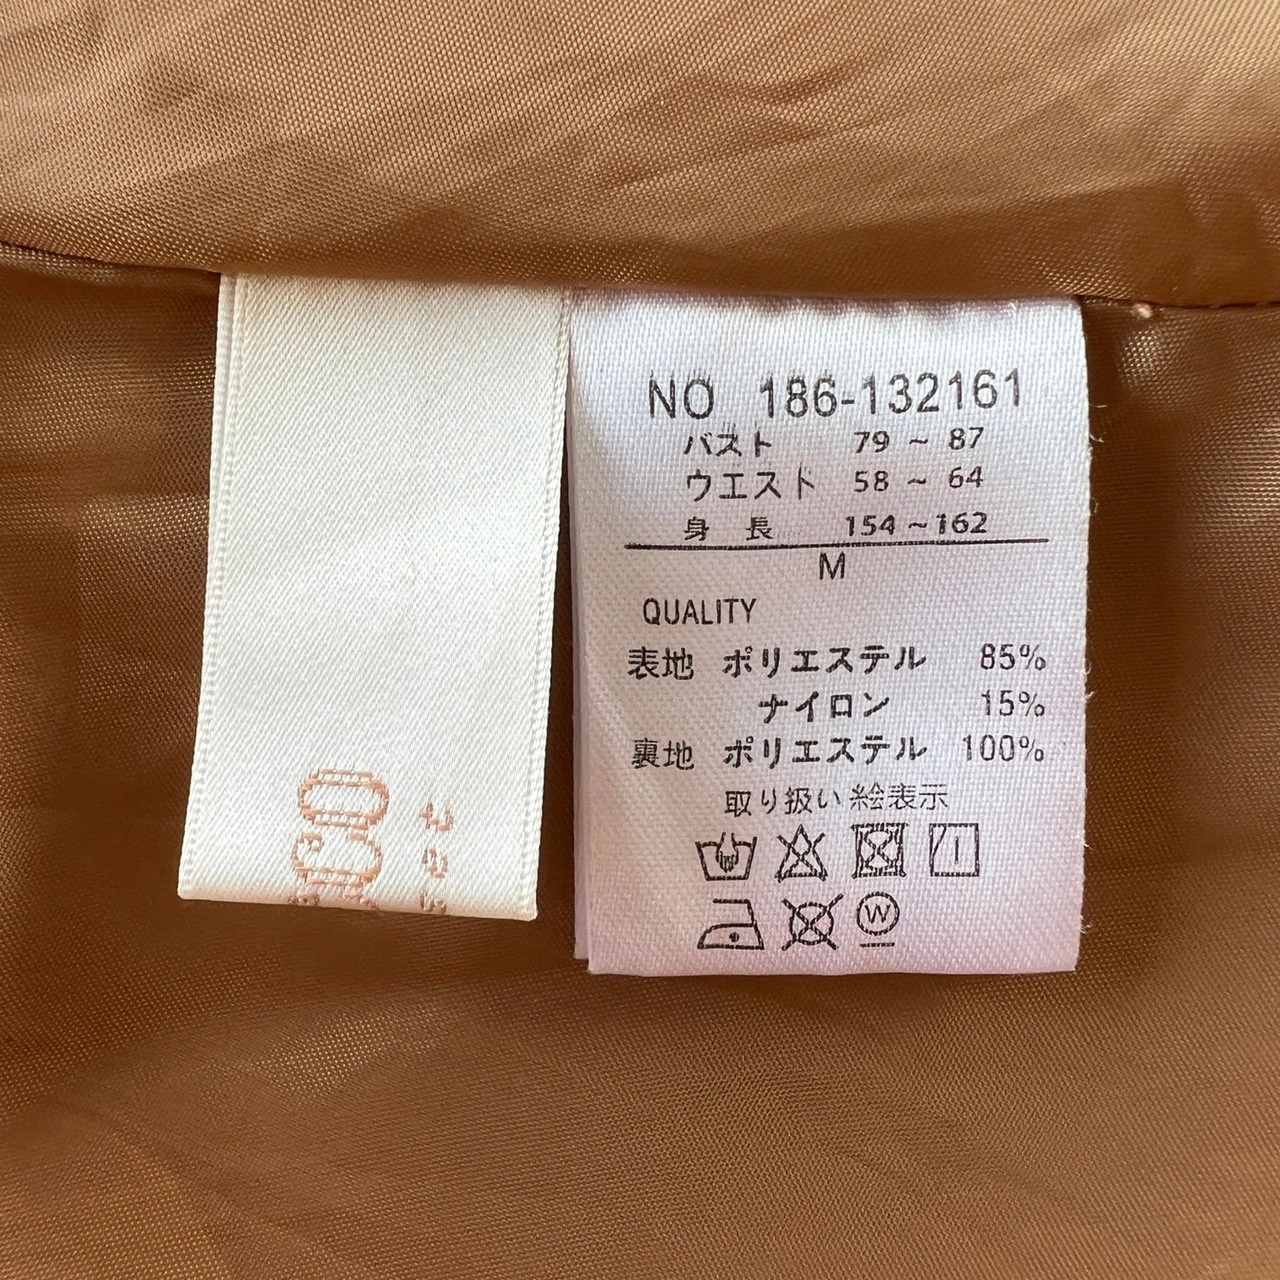 NO 186-132161
バスト 79 ~ 87
ウエスト 58 ~ 64
身 長 154 ~ 162
M
QUALITY
表地 ポリエステル 85%
ナイロン 15%
裏地 ポリエステル 100%
取り扱い 絵表示
W